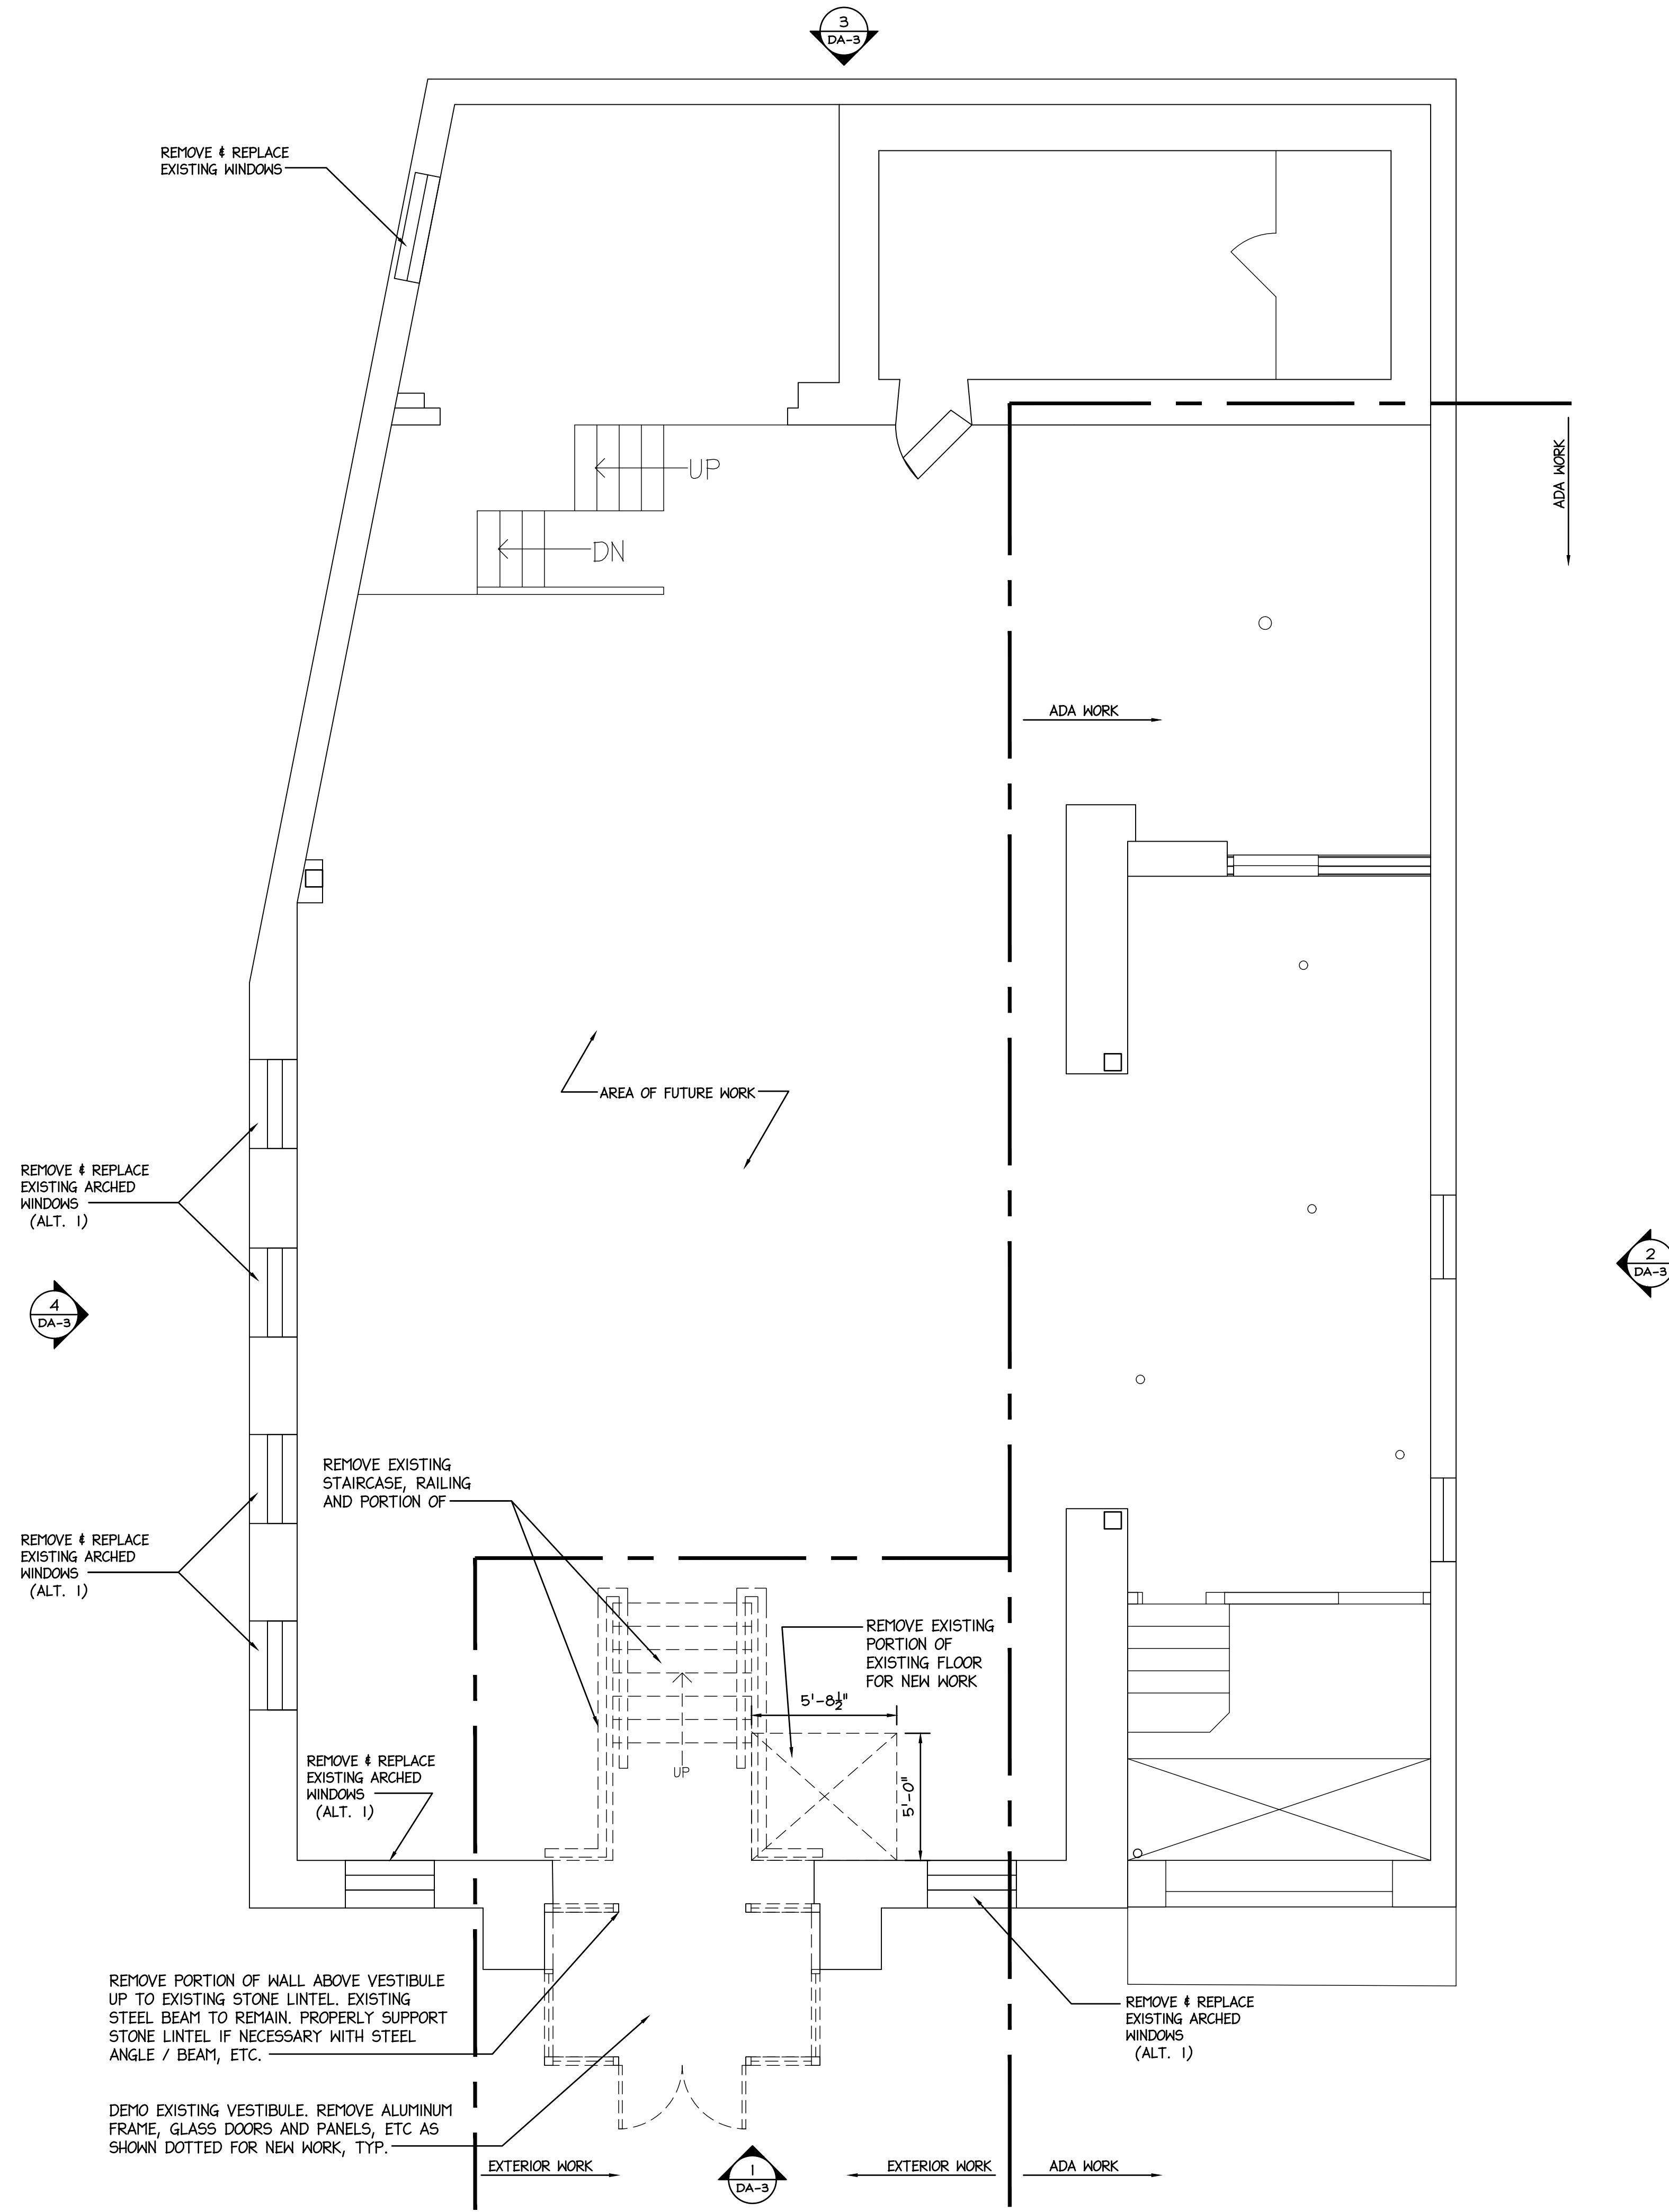 3
DA-3
REMOVE & REPLACE
EXISTING WINDOWS
ADA WORK
UP
DN
ADA WORK
AREA OF FUTURE WORK
REMOVE & REPLACE
EXISTING ARCHED
WINDOWS
(ALT. 1)
2
DA-3
4
DA-3
REMOVE EXISTING
STAIRCASE, RAILING
AND PORTION OF
REMOVE & REPLACE
EXISTING ARCHED
WINDOWS
(ALT. 1)
REMOVE EXISTING
PORTION OF
EXISTING FLOOR
FOR NEW WORK
5'-8½"
5'-0"
UP
REMOVE & REPLACE
EXISTING ARCHED
WINDOWS
(ALT. 1)
REMOVE PORTION OF WALL ABOVE VESTIBULE
UP TO EXISTING STONE LINTEL. EXISTING
STEEL BEAM TO REMAIN. PROPERLY SUPPORT
STONE LINTEL IF NECESSARY WITH STEEL
ANGLE / BEAM, ETC.
REMOVE & REPLACE
EXISTING ARCHED
WINDOWS
(ALT. 1)
DEMO EXISTING VESTIBULE. REMOVE ALUMINUM
FRAME, GLASS DOORS AND PANELS, ETC AS
SHOWN DOTTED FOR NEW WORK, TYP.
EXTERIOR WORK
1
DA-3
EXTERIOR WORK
ADA WORK